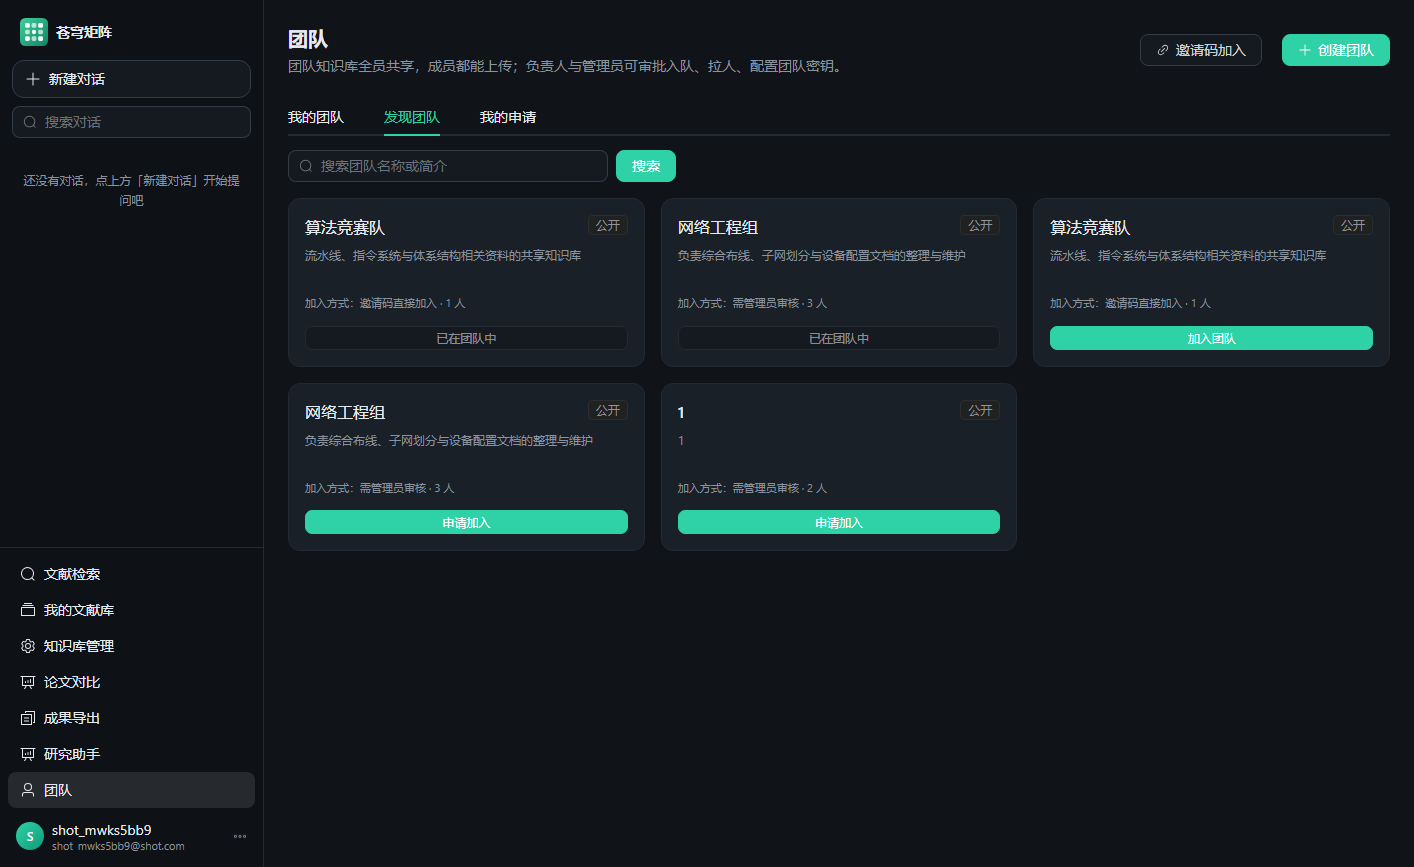 苍穹矩阵
新建对话
搜索对话
还没有对话，点上方「新建对话」开始提
问吧
文献检索
我的文献库
知识库管理
论文对比
成果导出
研究助手
团队
S
shot_mwks5bb9
shot_mwks5bb9@shot.com
团队
团队知识库全员共享，成员都能上传；负责人与管理员可审批入队、拉人、配置团队密钥。
邀请码加入
创建团队
我的团队 发现团队 我的申请
搜索团队名称或简介 搜索
算法竞赛队 公开
流水线、指令系统与体系结构相关资料的共享知识库
加入方式：邀请码直接加入 · 1 人
已在团队中
网络工程组 公开
负责综合布线、子网划分与设备配置文档的整理与维护
加入方式：需管理员审核 · 3 人
已在团队中
算法竞赛队 公开
流水线、指令系统与体系结构相关资料的共享知识库
加入方式：邀请码直接加入 · 1 人
加入团队
网络工程组 公开
负责综合布线、子网划分与设备配置文档的整理与维护
加入方式：需管理员审核 · 3 人
申请加入
1 公开
1
加入方式：需管理员审核 · 2 人
申请加入